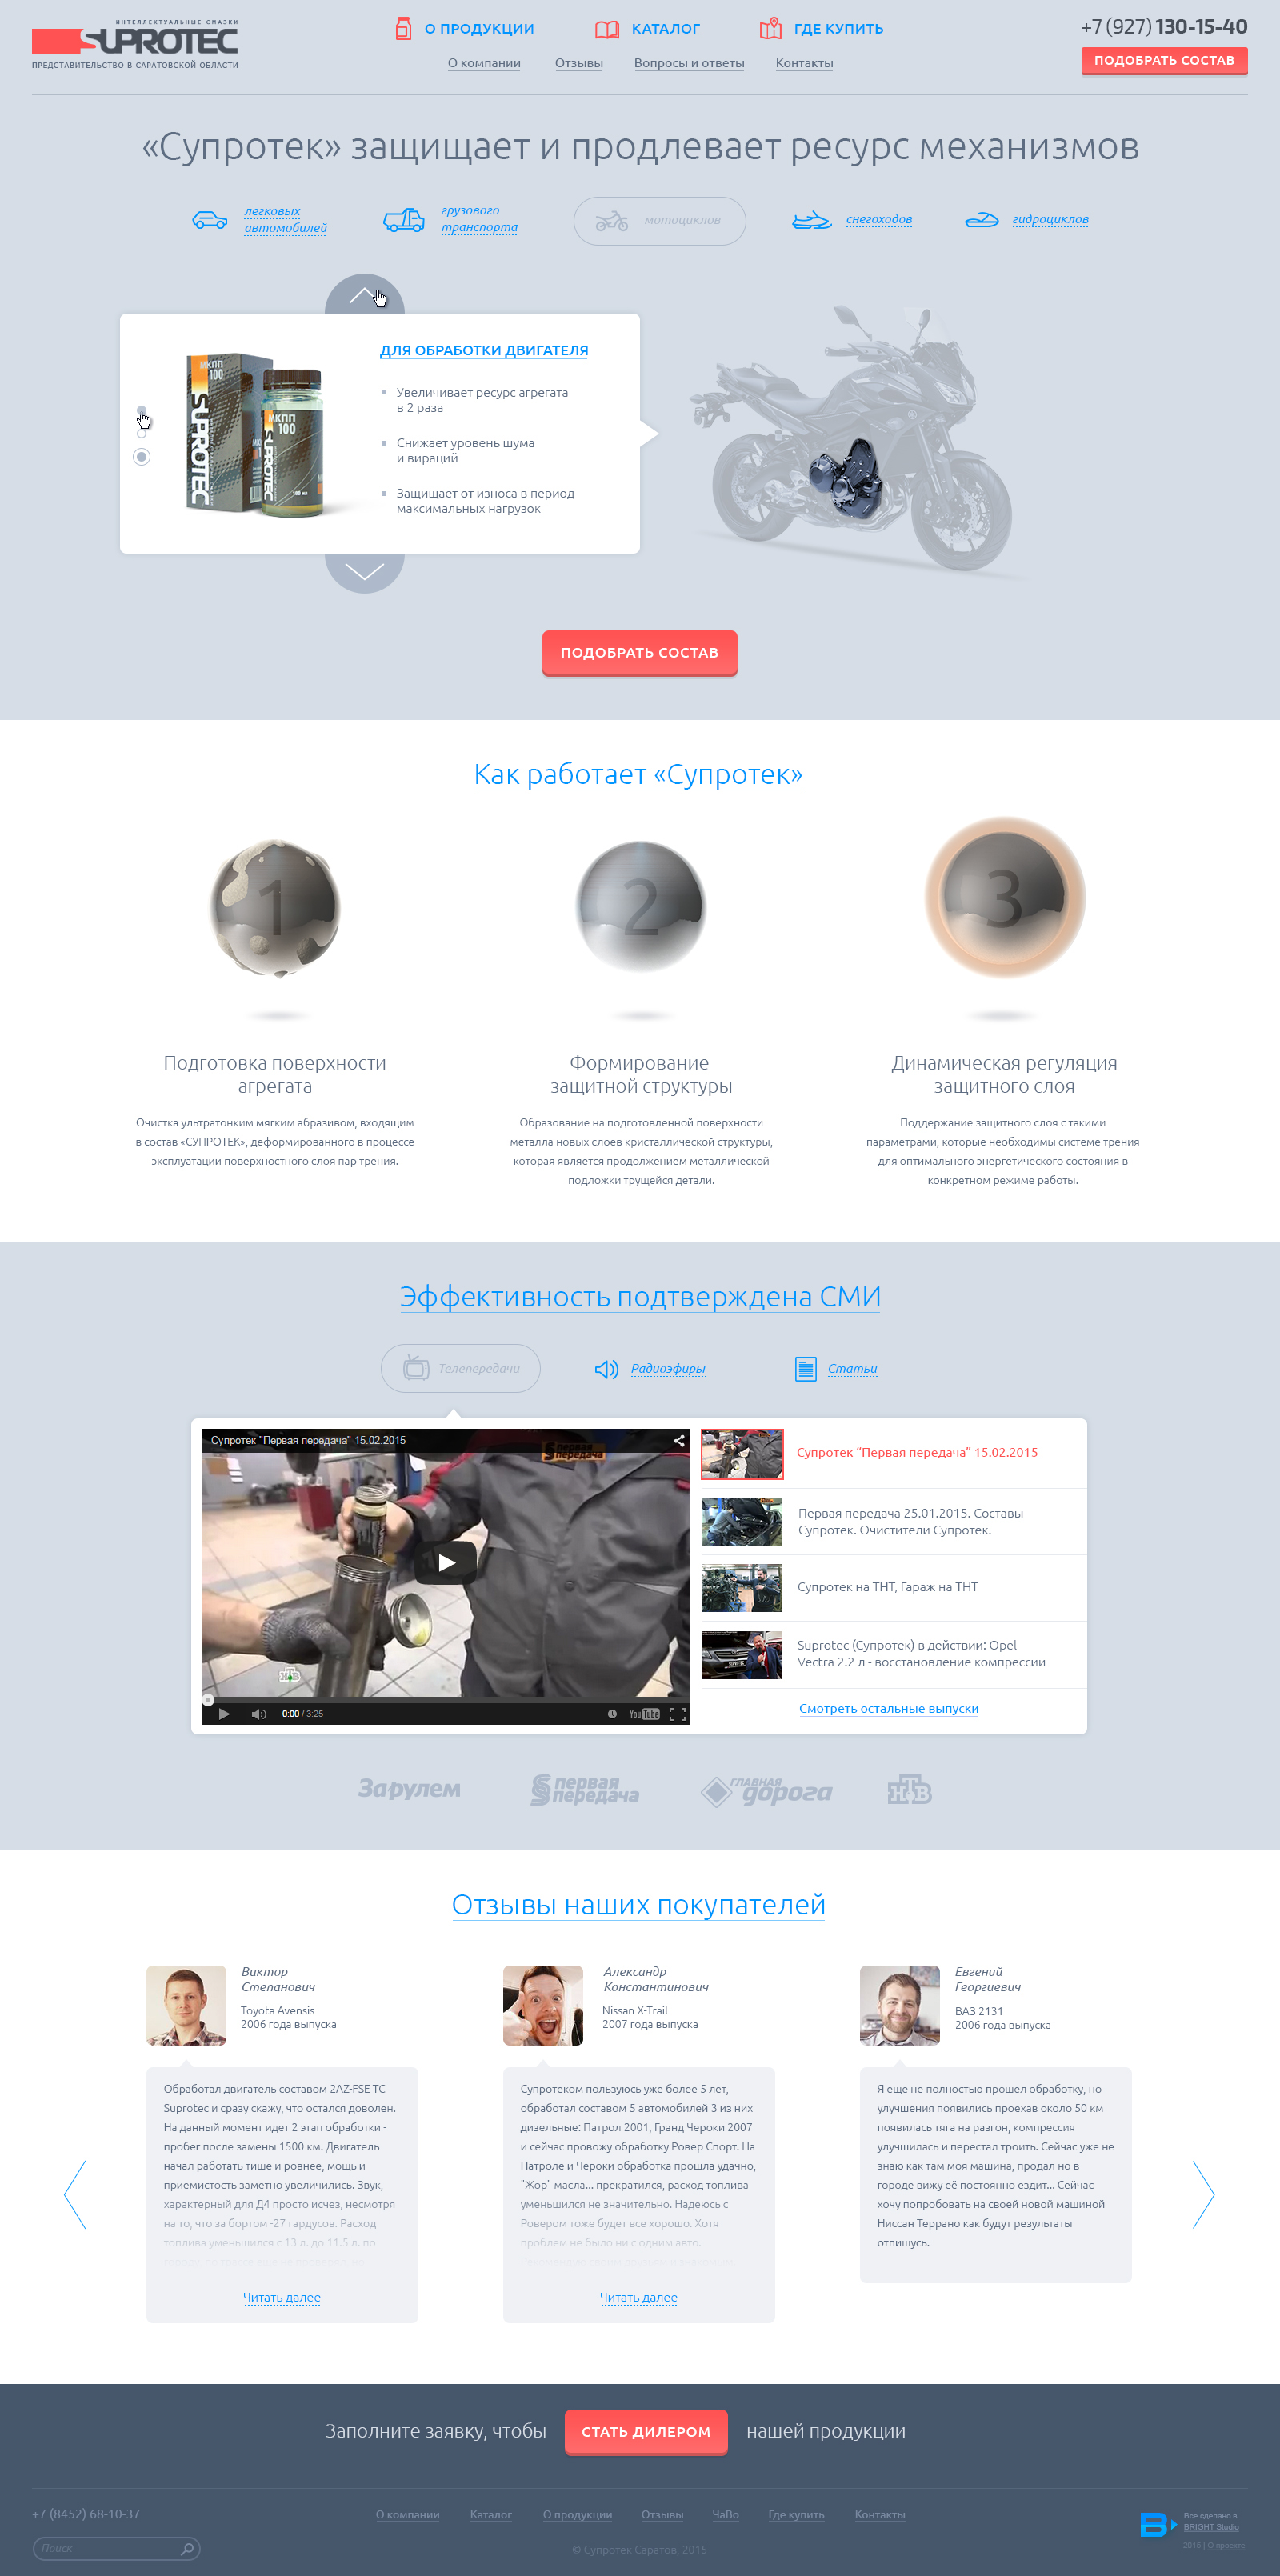 ИНТЕЛЛЕКТУАЛЬНЫЕ СМАЗКИ
SUPROTEC
ПРЕДСТАВИТЕЛЬСТВО В САРАТОВСКОЙ ОБЛАСТИ
О ПРОДУКЦИИ КАТАЛОГ ГДЕ КУПИТЬ
О компании Отзывы Вопросы и ответы Контакты
+7 (927) 130-15-40
ПОДОБРАТЬ СОСТАВ
«Супротек» защищает и продлевает ресурс механизмов
легковых
автомобилей
грузового
транспорта
мотоциклов
снегоходов
гидроциклов
МКПП
100
SUPROTEC
МКПП
100
SUPROTEC
100 мл
ДЛЯ ОБРАБОТКИ ДВИГАТЕЛЯ
Увеличивает ресурс агрегата
в 2 раза
Снижает уровень шума
и вираций
Защищает от износа в период
максимальных нагрузок
ПОДОБРАТЬ СОСТАВ
Как работает «Супротек»
1
2
3
Подготовка поверхности
агрегата
Очистка ультратонким мягким абразивом, входящим
в состав «СУПРОТЕК», деформированного в процессе
эксплуатации поверхностного слоя пар трения.
Формирование
защитной структуры
Образование на подготовленной поверхности
металла новых слоев кристаллической структуры,
которая является продолжением металлической
подложки трущейся детали.
Динамическая регуляция
защитного слоя
Поддержание защитного слоя с такими
параметрами, которые необходимы системе трения
для оптимального энергетического состояния в
конкретном режиме работы.
Эффективность подтверждена СМИ
Телепередачи
Радиоэфиры
Статьи
Супротек "Первая передача" 15.02.2015
первая
передача
НТВ
0:00 / 3:25
YouTube
Супротек “Первая передача” 15.02.2015
Первая передача 25.01.2015. Составы
Супротек. Очистители Супротек.
Супротек на ТНТ, Гараж на ТНТ
Suprotec (Супротек) в действии: Opel
Vectra 2.2 л - восстановление компрессии
Смотреть остальные выпуски
За рулем
первая
передача
главная
дорога
НТВ
Отзывы наших покупателей
Виктор
Степанович
Toyota Avensis
2006 года выпуска
Обработал двигатель составом 2AZ-FSE TC
Suprotec и сразу скажу, что остался доволен.
На данный момент идет 2 этап обработки -
пробег после замены 1500 км. Двигатель
начал работать тише и ровнее, мощь и
приемистость заметно увеличились. Звук,
характерный для Д4 просто исчез, несмотря
на то, что за бортом -27 гардусов. Расход
топлива уменьшился с 13 л. до 11.5 л. по
Читать далее
Александр
Константинович
Nissan X-Trail
2007 года выпуска
Супротеком пользуюсь уже более 5 лет,
обработал составом 5 автомобилей 3 из них
дизельные: Патрол 2001, Гранд Чероки 2007
и сейчас провожу обработку Ровер Спорт. На
Патроле и Чероки обработка прошла удачно,
"Жор" масла... прекратился, расход топлива
уменьшился не значительно. Надеюсь с
Ровером тоже будет все хорошо. Хотя
проблем не было ни с одним авто.
Читать далее
Евгений
Георгиевич
ВАЗ 2131
2006 года выпуска
Я еще не полностью прошел обработку, но
улучшения появились проехав около 50 км
появилась тяга на разгон, компрессия
улучшилась и перестал троить. Сейчас уже не
знаю как там моя машина, продал но в
городе вижу её постоянно ездит... Сейчас
хочу попробовать на своей новой машиной
Ниссан Террано как будут результаты
отпишусь.
Заполните заявку, чтобы СТАТЬ ДИЛЕРОМ нашей продукции
+7 (8452) 68-10-37
Поиск
О компании Каталог О продукции Отзывы ЧаВо Где купить Контакты
© Супротек Саратов, 2015
Все сделано в
BRIGHT Studio
2015 | О проекте